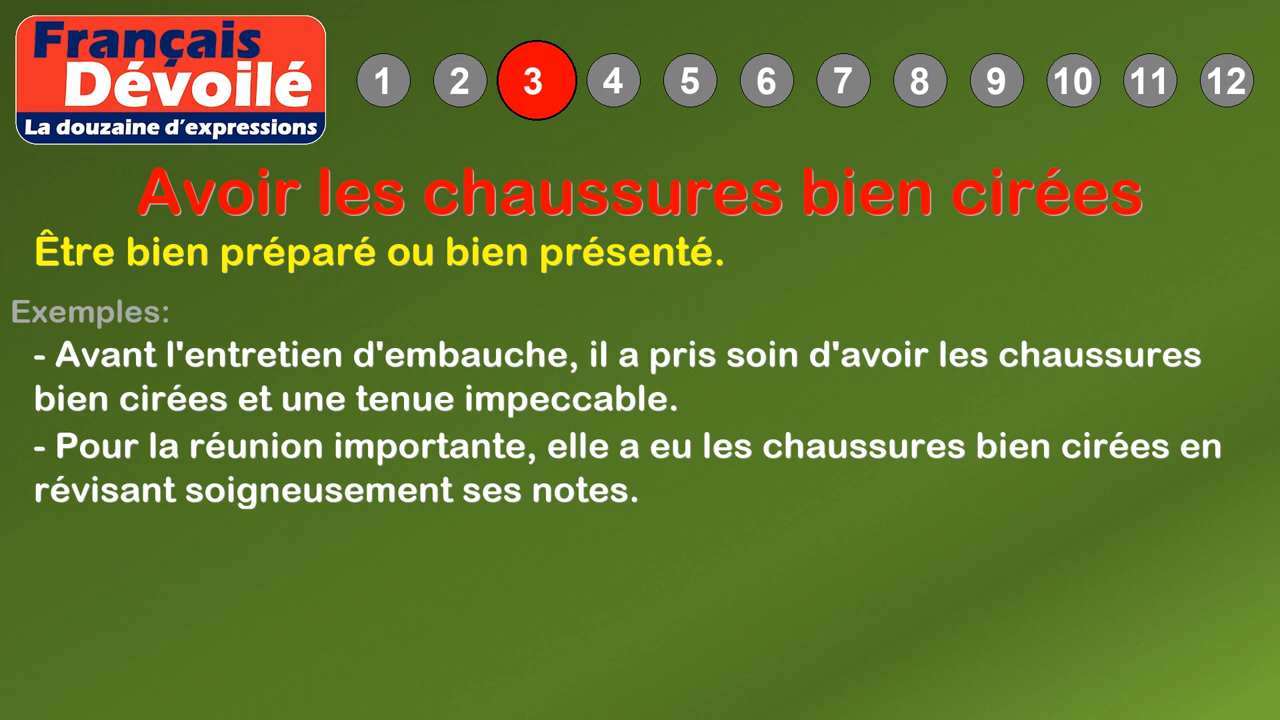 Français
Dévoilé
La douzaine d'expressions
1 2 3 4 5 6 7 8 9 10 11 12
Avoir les chaussures bien cirées
Être bien préparé ou bien présenté.
Exemples:
- Avant l'entretien d'embauche, il a pris soin d'avoir les chaussures
bien cirées et une tenue impeccable.
- Pour la réunion importante, elle a eu les chaussures bien cirées en
révisant soigneusement ses notes.